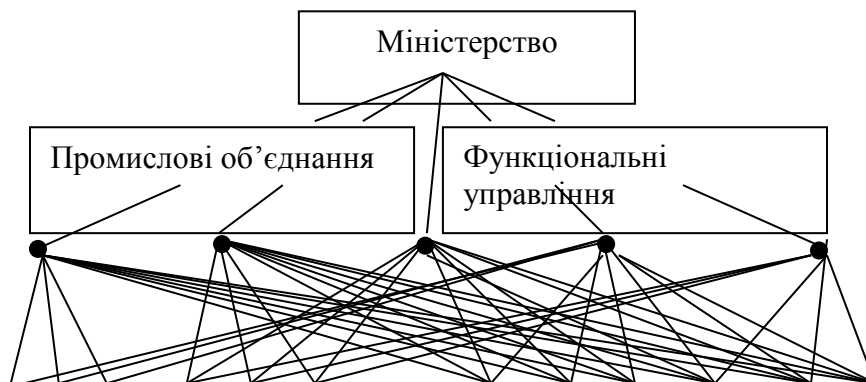 Міністерство
Промислові об’єднання
Функціональні
управління